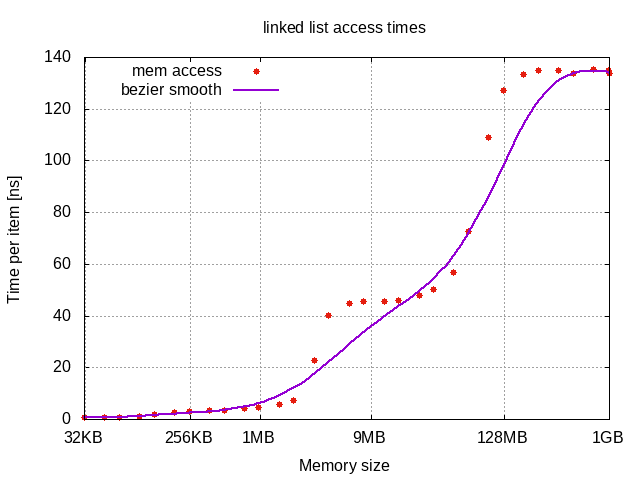 linked list access times
140
120
100
80
60
40
20
0
Time per item [ns]
mem access
bezier smooth
32KB 256KB 1MB 9MB 128MB 1GB
Memory size